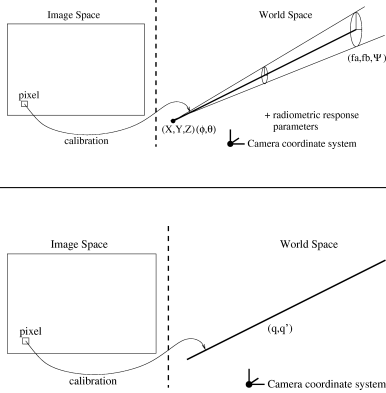 Image Space
World Space
pixel
(fa,fb,Ψ)
(X,Y,Z)(ϕ,θ)
+ radiometric response
parameters
calibration
Camera coordinate system
Image Space
World Space
(q,q’)
pixel
calibration
Camera coordinate system